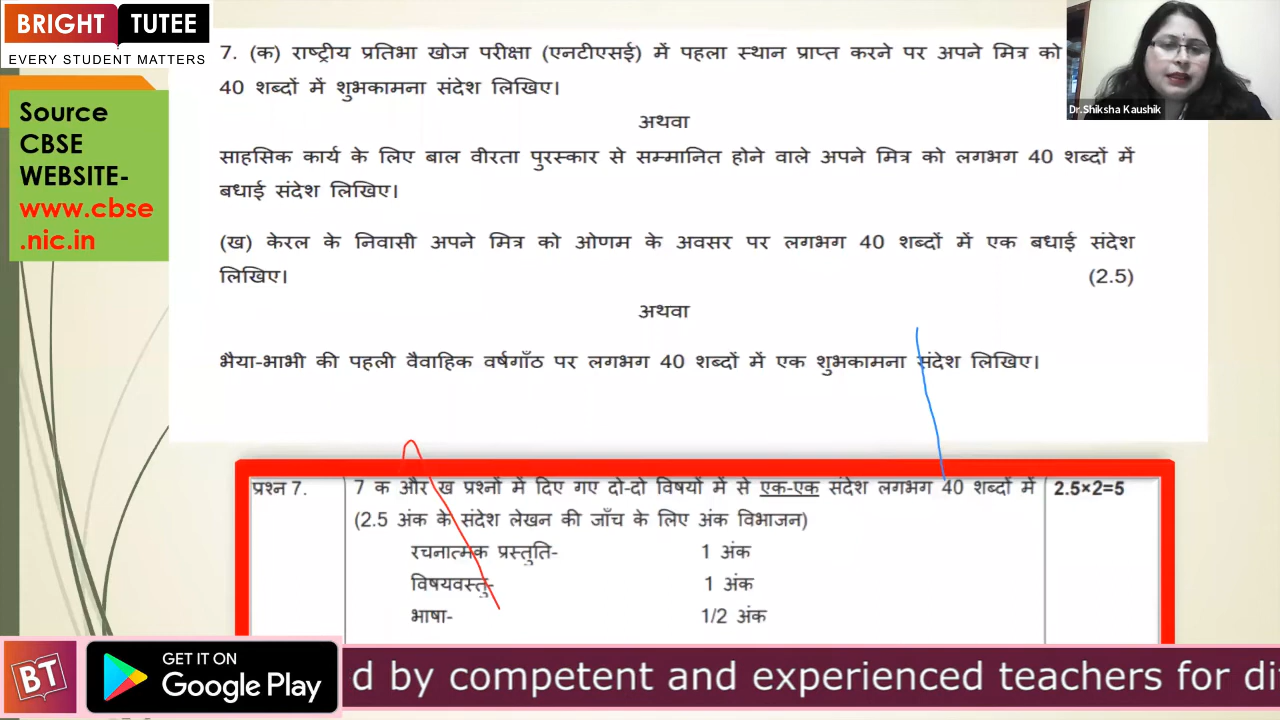 BRIGHT TUTEE
EVERY STUDENT MATTERS
Source
CBSE
WEBSITE-
www.cbse
.nic.in
7. (क) राष्ट्रीय प्रतिभा खोज परीक्षा (एनटीएसई) में पहला स्थान प्राप्त करने पर अपने मित्र को
40 शब्दों में शुभकामना संदेश लिखिए।
अथवा
साहसिक कार्य के लिए बाल वीरता पुरस्कार से सम्मानित होने वाले अपने मित्र को लगभग 40 शब्दों में
बधाई संदेश लिखिए।
(ख) केरल के निवासी अपने मित्र को ओणम के अवसर पर लगभग 40 शब्दों में एक बधाई संदेश
लिखिए। (2.5)
अथवा
भैया-भाभी की पहली वैवाहिक वर्षगाँठ पर लगभग 40 शब्दों में एक शुभकामना संदेश लिखिए।
Dr.Shiksha Kaushik
प्रश्न 7. 7 क और ख प्रश्नों में दिए गए दो-दो विषयों में से एक-एक संदेश लगभग 40 शब्दों में 2.5×2=5
(2.5 अंक के संदेश लेखन की जाँच के लिए अंक विभाजन)
रचनात्मक प्रस्तुति- 1 अंक
विषयवस्तु- 1 अंक
भाषा- 1/2 अंक
BT
GET IT ON
Google Play
d by competent and experienced teachers for di